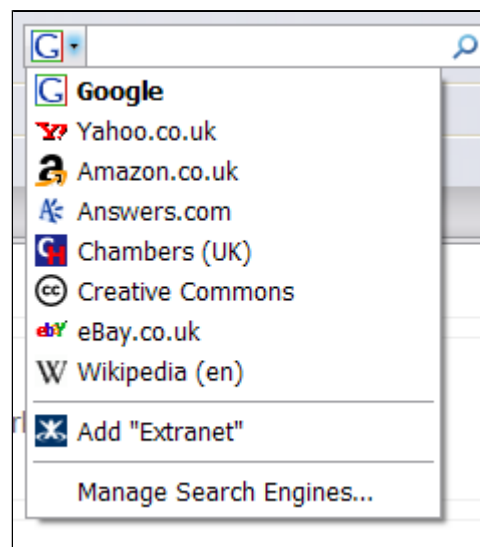 Google
Yahoo.co.uk
Amazon.co.uk
Answers.com
Chambers (UK)
Creative Commons
eBay.co.uk
Wikipedia (en)
Add "Extranet"
Manage Search Engines...